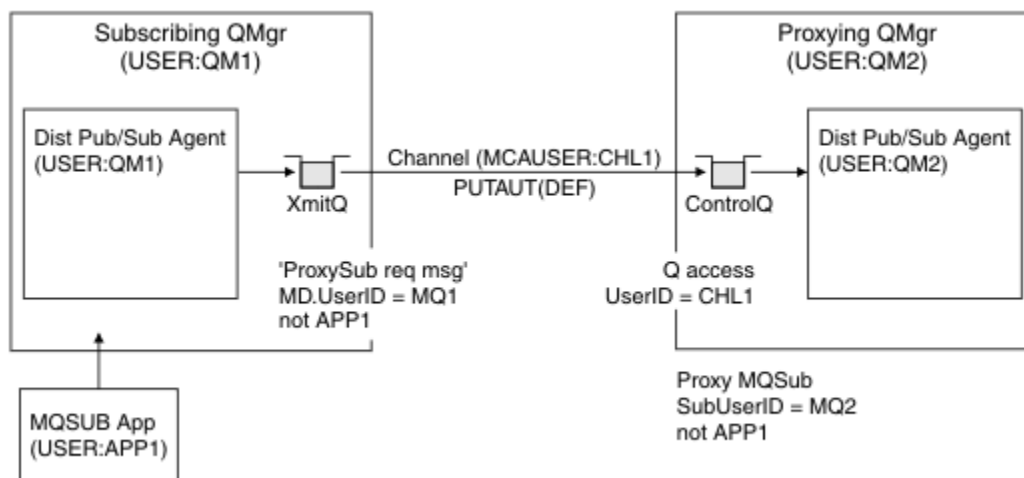 Subscribing QMgr
(USER:QM1)
Proxying QMgr
(USER:QM2)
Dist Pub/Sub Agent
(USER:QM1)
Channel (MCAUSER:CHL1)
PUTAUT(DEF)
Dist Pub/Sub Agent
(USER:QM2)
XmitQ
ControlQ
'ProxySub req msg'
MD.UserID = MQ1
not APP1
Q access
UserID = CHL1
Proxy MQSub
SubUserID = MQ2
not APP1
MQSUB App
(USER:APP1)